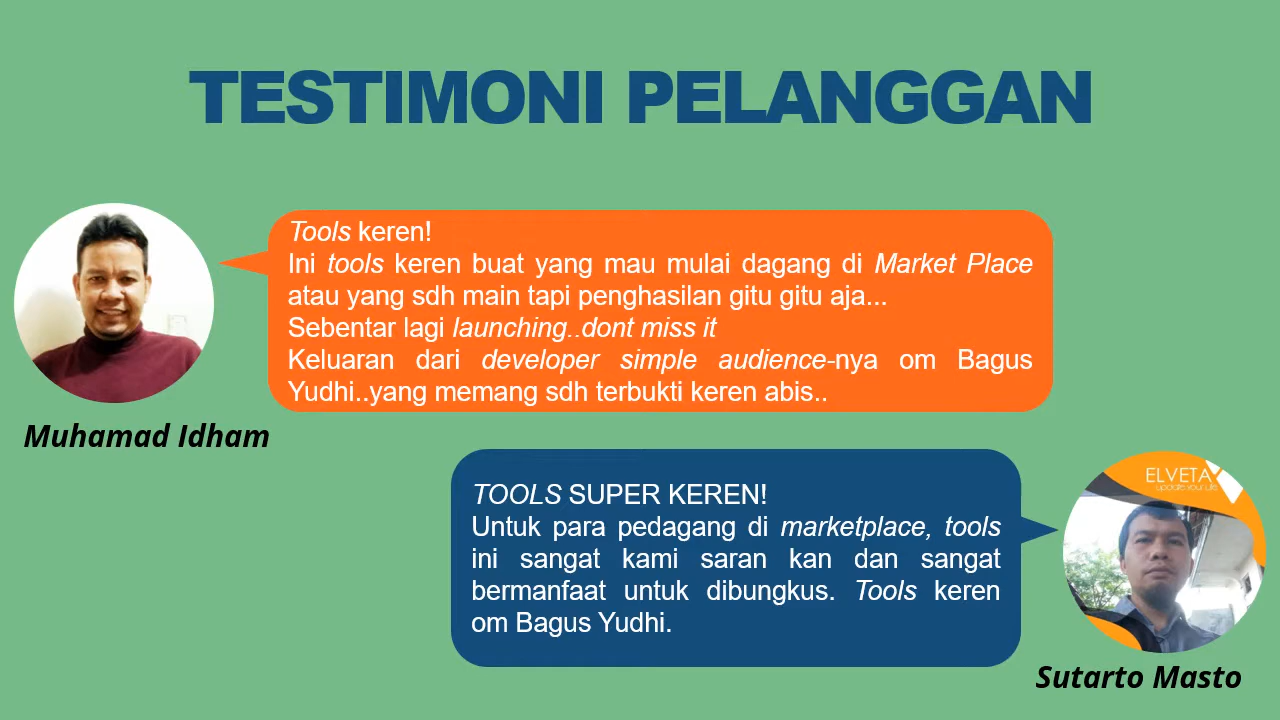 TESTIMONI PELANGGAN
Tools keren!
Ini tools keren buat yang mau mulai dagang di Market Place
atau yang sdh main tapi penghasilan gitu gitu aja...
Sebentar lagi launching..dont miss it
Keluaran dari developer simple audience-nya om Bagus
Yudhi..yang memang sdh terbukti keren abis..
Muhamad Idham
TOOLS SUPER KEREN!
Untuk para pedagang di marketplace, tools
ini sangat kami saran kan dan sangat
bermanfaat untuk dibungkus. Tools keren
om Bagus Yudhi.
ELVETA
update your life
Sutarto Masto